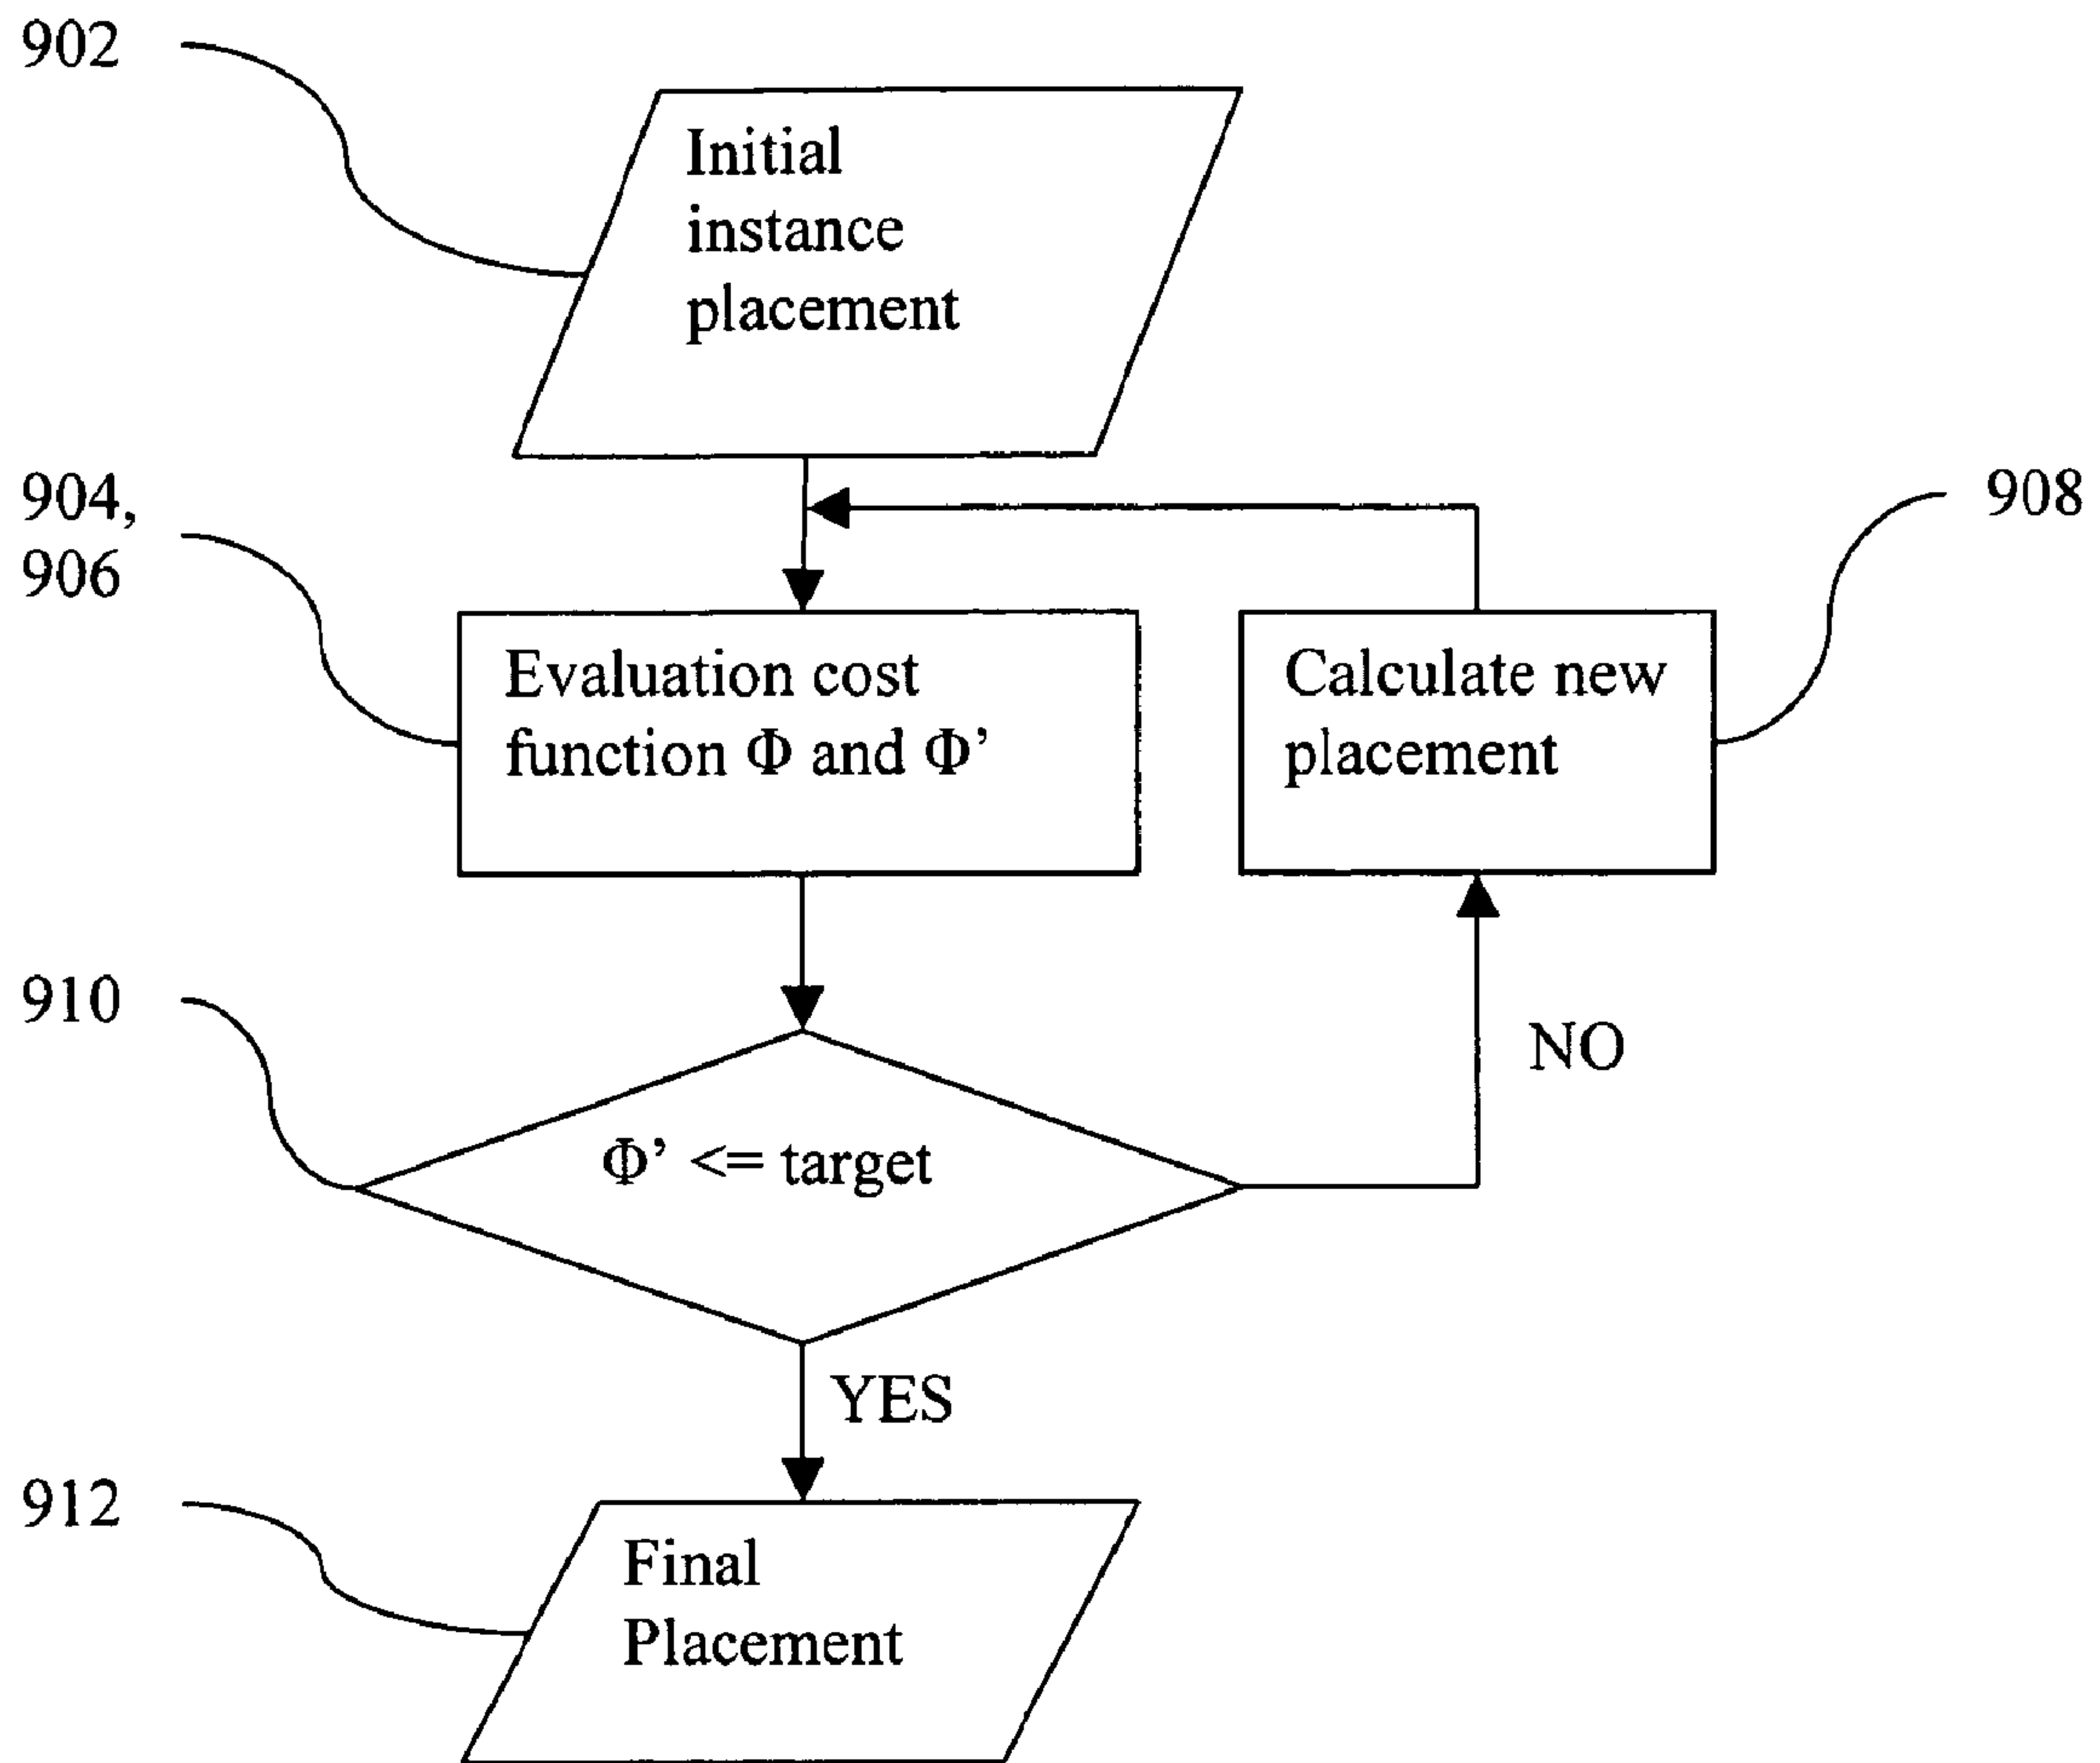 902
Initial
instance
placement
904,
906
908
Evaluation cost
function Φ and Φ’
Calculate new
placement
910
NO
Φ’ <= target
YES
912
Final
Placement